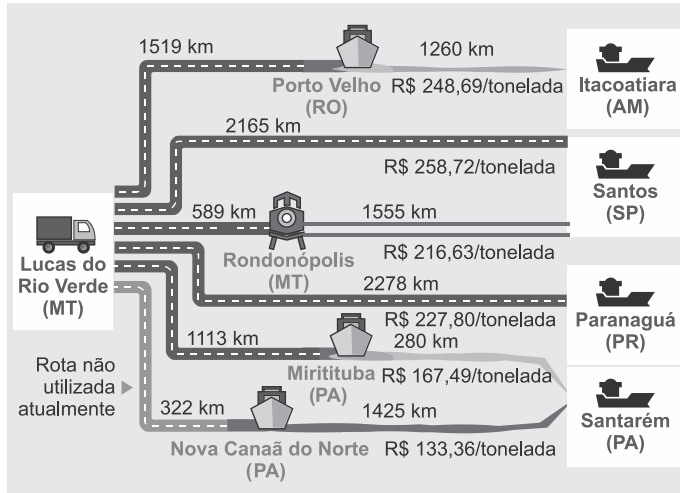 1519 km
1260 km
Porto Velho
(RO)
R$ 248,69/tonelada
Itacoatiara
(AM)
2165 km
R$ 258,72/tonelada
Santos
(SP)
589 km
1555 km
Rondonópolis
(MT)
R$ 216,63/tonelada
Lucas do
Rio Verde
(MT)
2278 km
R$ 227,80/tonelada
Paranaguá
(PR)
1113 km
280 km
Miritituba
(PA)
R$ 167,49/tonelada
Rota não
utilizada
atualmente
322 km
1425 km
Nova Canaã do Norte
(PA)
R$ 133,36/tonelada
Santarém
(PA)